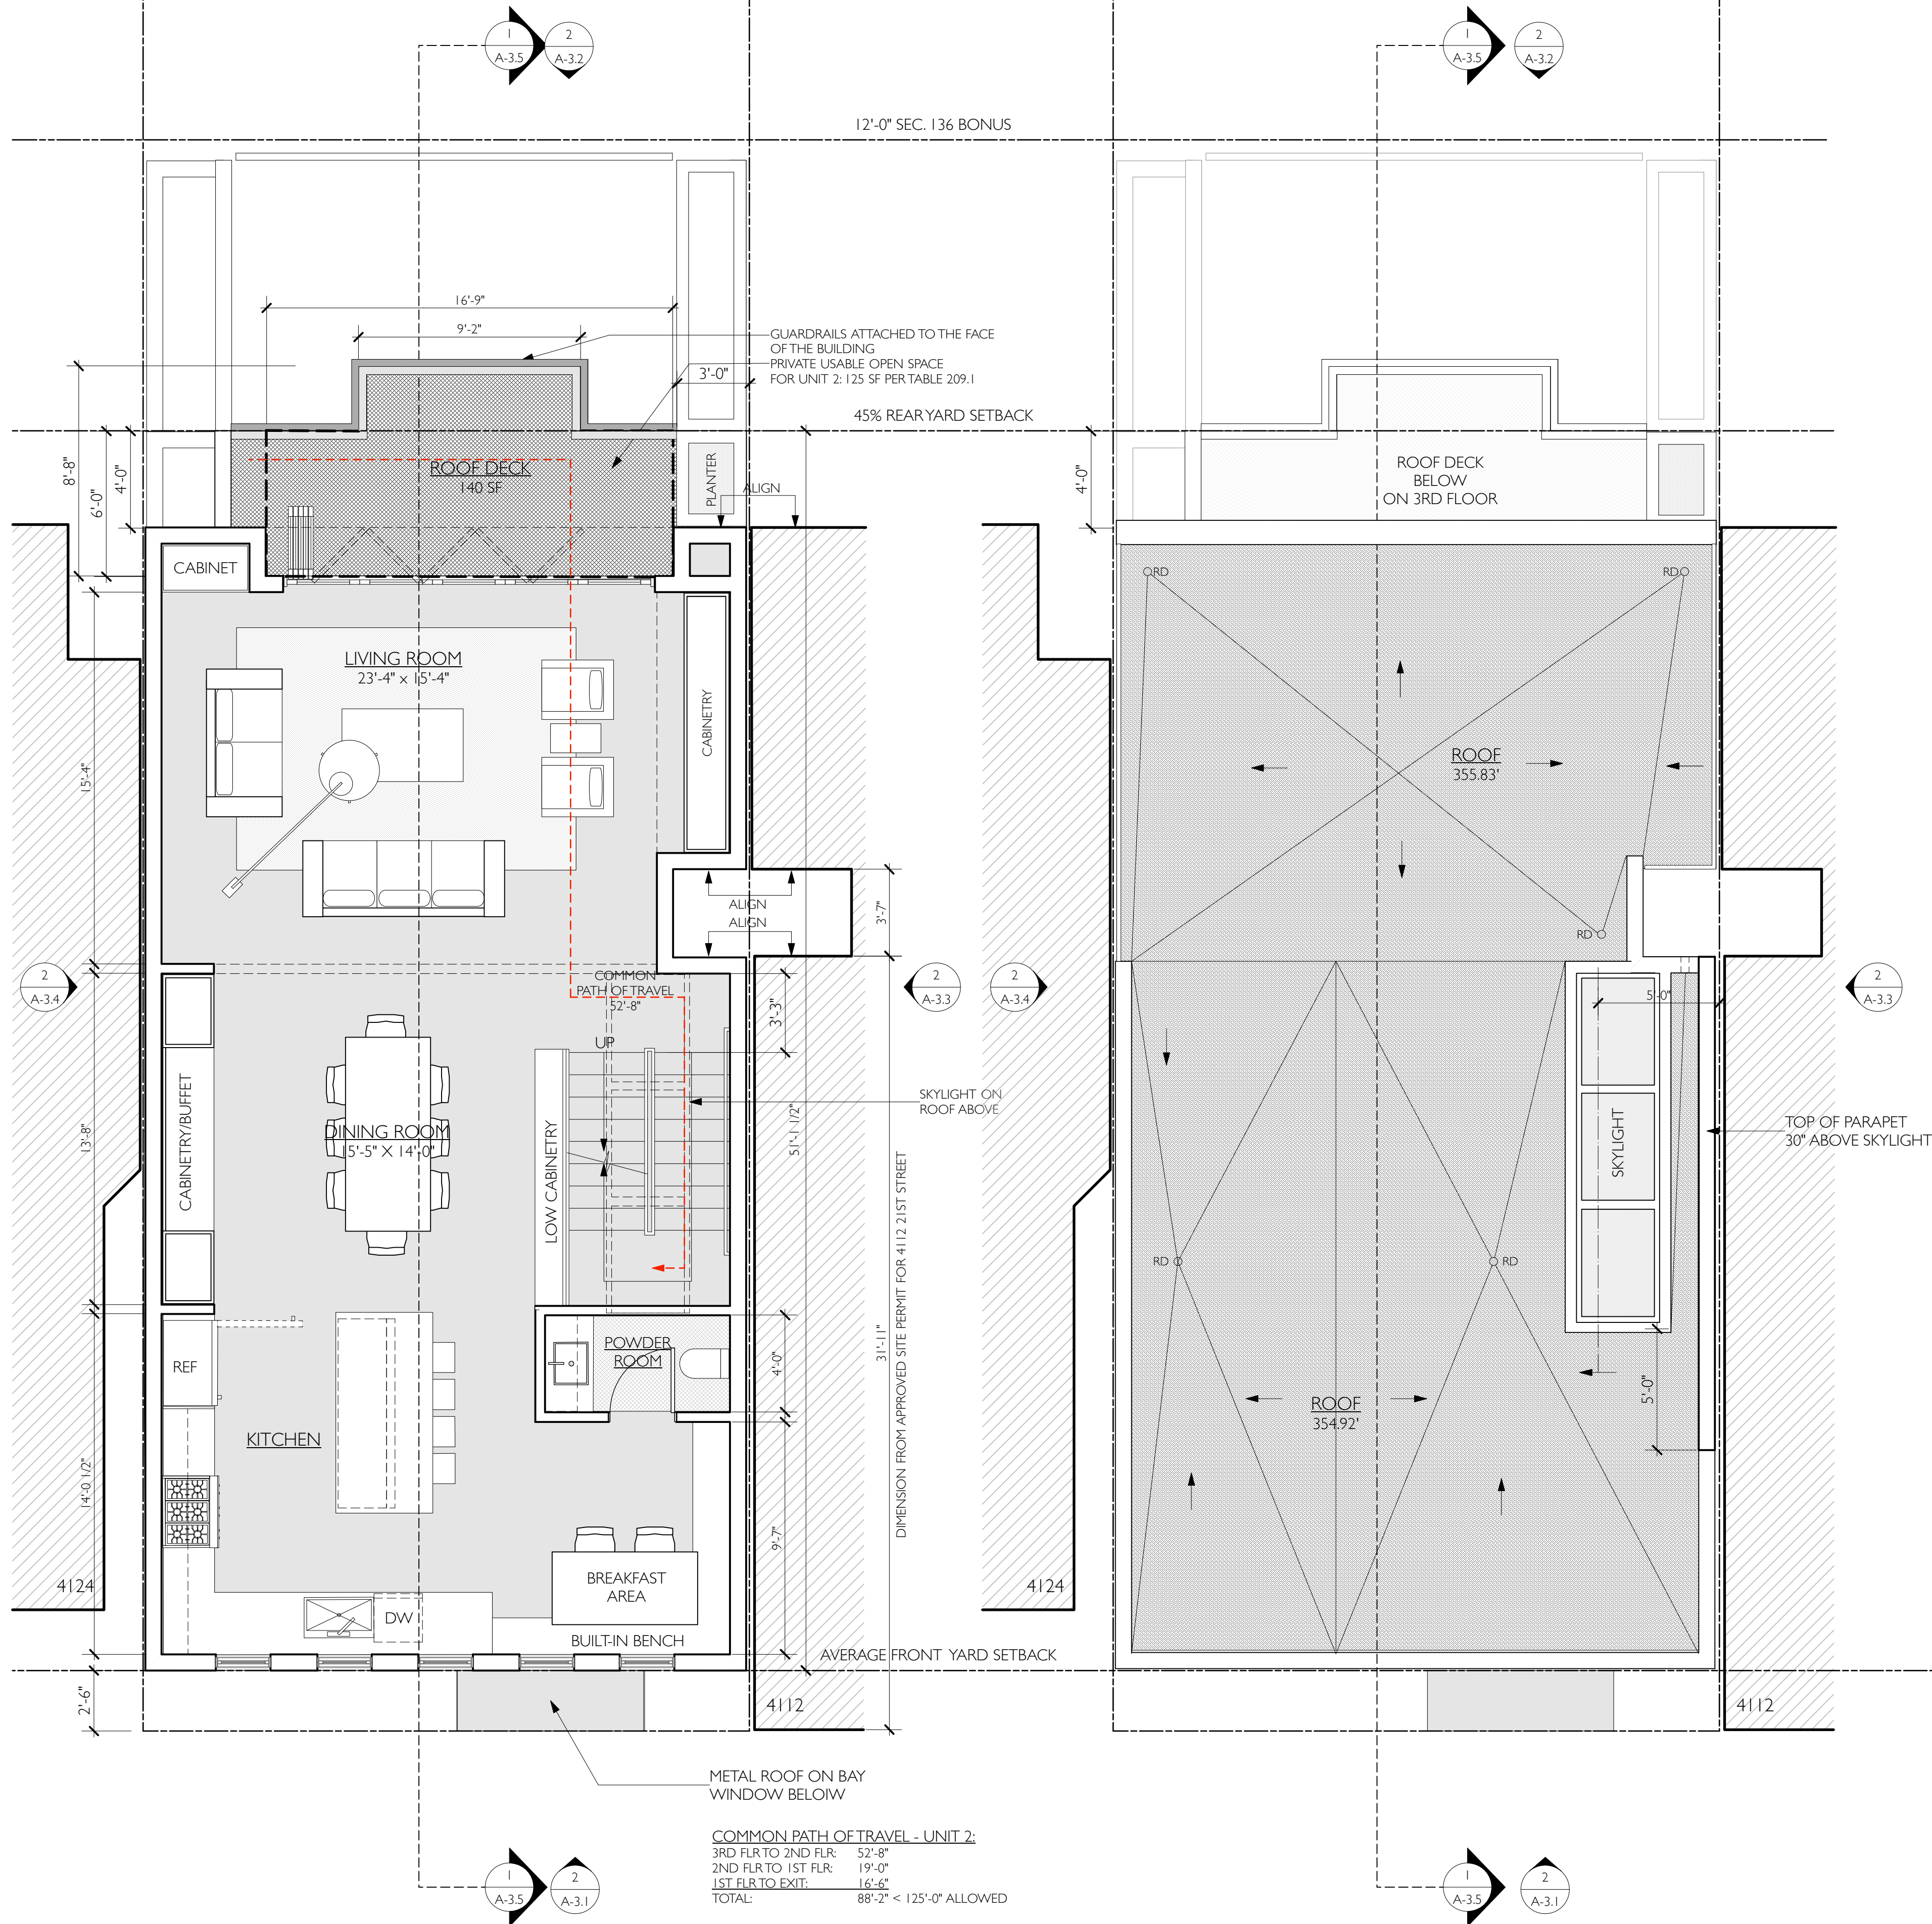 1
A-3.5
2
A-3.2
1
A-3.5
2
A-3.2
12'-0" SEC. 136 BONUS
16'-9"
9'-2"
GUARDRAILS ATTACHED TO THE FACE
OF THE BUILDING
PRIVATE USABLE OPEN SPACE
FOR UNIT 2: 125 SF PER TABLE 209.1
3'-0"
45% REAR YARD SETBACK
8'-8"
6'-0"
4'-0"
ROOF DECK
140 SF
PLANTER
ALIGN
4'-0"
ROOF DECK
BELOW
ON 3RD FLOOR
CABINET
RD
RD
LIVING ROOM
23'-4" x 15'-4"
CABINETRY
15'-4"
ROOF
355.83'
ALIGN
ALIGN
3'-7"
RD
2
A-3.4
COMMON
PATH OF TRAVEL
52'-8"
3'-3"
2
A-3.3
2
A-3.4
5'-0"
2
A-3.3
UP
SKYLIGHT ON
ROOF ABOVE
CABINETRY/BUFFET
13'-8"
DINING ROOM
15'-5" X 14'-0"
LOW CABINETRY
51'-1 1/2"
SKYLIGHT
TOP OF PARAPET
30" ABOVE SKYLIGHT
DIMENSION FROM APPROVED SITE PERMIT FOR 4112 21ST STREET
31'-11"
RD
RD
REF
POWDER
ROOM
4'-0"
5'-0"
ROOF
354.92'
KITCHEN
14'-0 1/2"
9'-7"
4124
BREAKFAST
AREA
4124
DW
BUILT-IN BENCH
AVERAGE FRONT YARD SETBACK
2'-6"
4112
4112
METAL ROOF ON BAY
WINDOW BELOIW
COMMON PATH OF TRAVEL - UNIT 2:
3RD FLR TO 2ND FLR: 52'-8"
2ND FLR TO 1ST FLR: 19'-0"
1ST FLR TO EXIT: 16'-6"
TOTAL: 88'-2" < 125'-0" ALLOWED
1
A-3.5
2
A-3.1
1
A-3.5
2
A-3.1